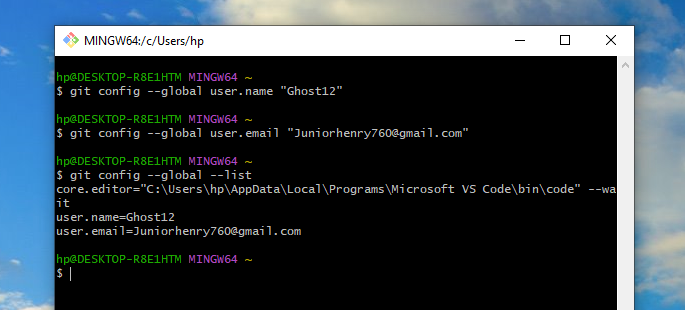 MINGW64:/c/Users/hp
hp@DESKTOP-R8E1HTM MINGW64 ~
$ git config --global user.name "Ghost12"
hp@DESKTOP-R8E1HTM MINGW64 ~
$ git config --global user.email "Juniorhenry760@gmail.com"
hp@DESKTOP-R8E1HTM MINGW64 ~
$ git config --global --list
core.editor="C:\Users\hp\AppData\Local\Programs\Microsoft VS Code\bin\code" --wa
it
user.name=Ghost12
user.email=Juniorhenry760@gmail.com
hp@DESKTOP-R8E1HTM MINGW64 ~
$